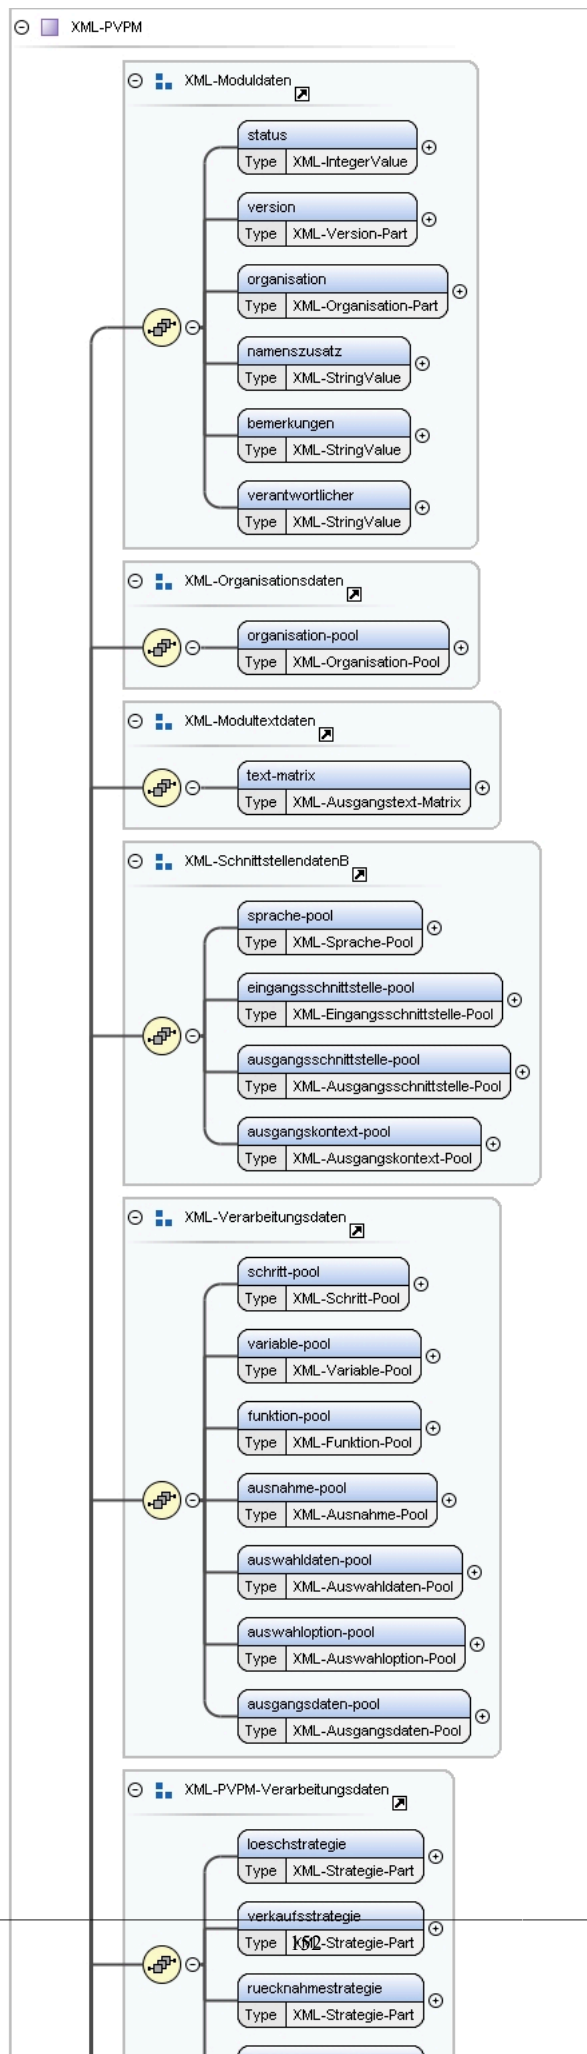 XML-PVPM
XML-Moduldaten
status
Type XML-IntegerValue
version
Type XML-Version-Part
organisation
Type XML-Organisation-Part
namenszusatz
Type XML-StringValue
bemerkungen
Type XML-StringValue
verantwortlicher
Type XML-StringValue
XML-Organisationsdaten
organisation-pool
Type XML-Organisation-Pool
XML-Modultextdaten
text-matrix
Type XML-Ausgangstext-Matrix
XML-SchnittstellendatenB
sprache-pool
Type XML-Sprache-Pool
eingangsschnittstelle-pool
Type XML-Eingangsschnittstelle-Pool
ausgangsschnittstelle-pool
Type XML-Ausgangsschnittstelle-Pool
ausgangskontext-pool
Type XML-Ausgangskontext-Pool
XML-Verarbeitungsdaten
schritt-pool
Type XML-Schritt-Pool
variable-pool
Type XML-Variable-Pool
funktion-pool
Type XML-Funktion-Pool
ausnahme-pool
Type XML-Ausnahme-Pool
auswahldaten-pool
Type XML-Auswahldaten-Pool
auswahloption-pool
Type XML-Auswahloption-Pool
ausgangsdaten-pool
Type XML-Ausgangsdaten-Pool
XML-PVPM-Verarbeitungsdaten
loeschstrategie
Type XML-Strategie-Part
verkaufsstrategie
Type XML-Strategie-Part
152
ruecknahmestrategie
Type XML-Strategie-Part